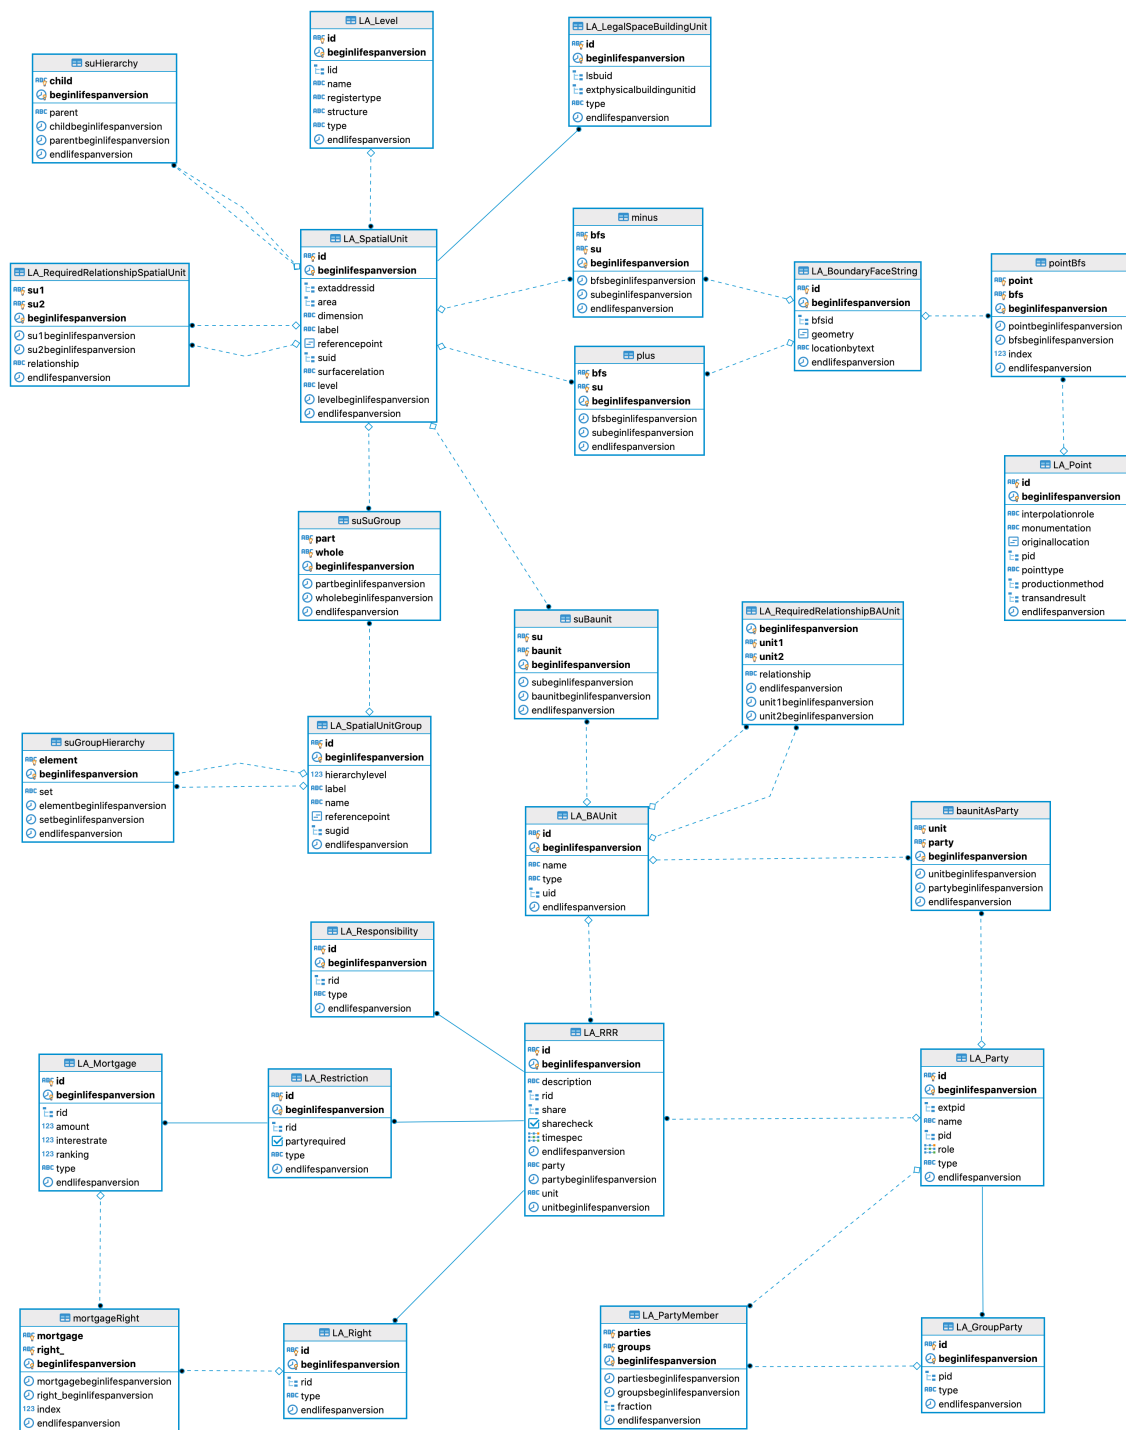 LA_Level
id
beginlifespanversion
lid
name
registertype
structure
type
endlifespanversion
LA_LegalSpaceBuildingUnit
id
beginlifespanversion
lsbuid
extphysicalbuildingunitid
type
endlifespanversion
suHierarchy
child
beginlifespanversion
parent
childbeginlifespanversion
parentbeginlifespanversion
endlifespanversion
LA_SpatialUnit
id
beginlifespanversion
extaddressid
area
dimension
label
referencepoint
suid
surfacerelation
level
levelbeginlifespanversion
endlifespanversion
minus
bfs
su
beginlifespanversion
bfsbeginlifespanversion
subeginlifespanversion
endlifespanversion
LA_RequiredRelationshipSpatialUnit
su1
su2
beginlifespanversion
su1beginlifespanversion
su2beginlifespanversion
relationship
endlifespanversion
LA_BoundaryFaceString
id
beginlifespanversion
bfsid
geometry
locationbytext
endlifespanversion
pointBfs
point
bfs
beginlifespanversion
pointbeginlifespanversion
bfsbeginlifespanversion
index
endlifespanversion
plus
bfs
su
beginlifespanversion
bfsbeginlifespanversion
subeginlifespanversion
endlifespanversion
LA_Point
id
beginlifespanversion
interpolationrole
monumentation
originallocation
pid
pointtype
productionmethod
transandresult
endlifespanversion
suSuGroup
part
whole
beginlifespanversion
partbeginlifespanversion
wholebeginlifespanversion
endlifespanversion
suBaunit
su
baunit
beginlifespanversion
subeginlifespanversion
baunitbeginlifespanversion
endlifespanversion
LA_RequiredRelationshipBAUnit
beginlifespanversion
unit1
unit2
relationship
endlifespanversion
unit1beginlifespanversion
unit2beginlifespanversion
LA_SpatialUnitGroup
id
beginlifespanversion
hierarchylevel
label
name
referencepoint
sugid
endlifespanversion
suGroupHierarchy
element
beginlifespanversion
set
elementbeginlifespanversion
setbeginlifespanversion
endlifespanversion
LA_BAUnit
id
beginlifespanversion
name
type
uid
endlifespanversion
baunitAsParty
unit
party
beginlifespanversion
unitbeginlifespanversion
partybeginlifespanversion
endlifespanversion
LA_Responsibility
id
beginlifespanversion
rid
type
endlifespanversion
LA_RRR
id
beginlifespanversion
description
rid
share
sharecheck
timespec
endlifespanversion
party
partybeginlifespanversion
unit
unitbeginlifespanversion
LA_Mortgage
id
beginlifespanversion
rid
amount
interestrate
ranking
type
endlifespanversion
LA_Restriction
id
beginlifespanversion
rid
partyrequired
type
endlifespanversion
LA_Party
id
beginlifespanversion
extpid
name
pid
role
type
endlifespanversion
mortgageRight
mortgage
right_
beginlifespanversion
mortgagebeginlifespanversion
right_beginlifespanversion
index
endlifespanversion
LA_Right
id
beginlifespanversion
rid
type
endlifespanversion
LA_PartyMember
parties
groups
beginlifespanversion
partiesbeginlifespanversion
groupsbeginlifespanversion
fraction
endlifespanversion
LA_GroupParty
id
beginlifespanversion
pid
type
endlifespanversion